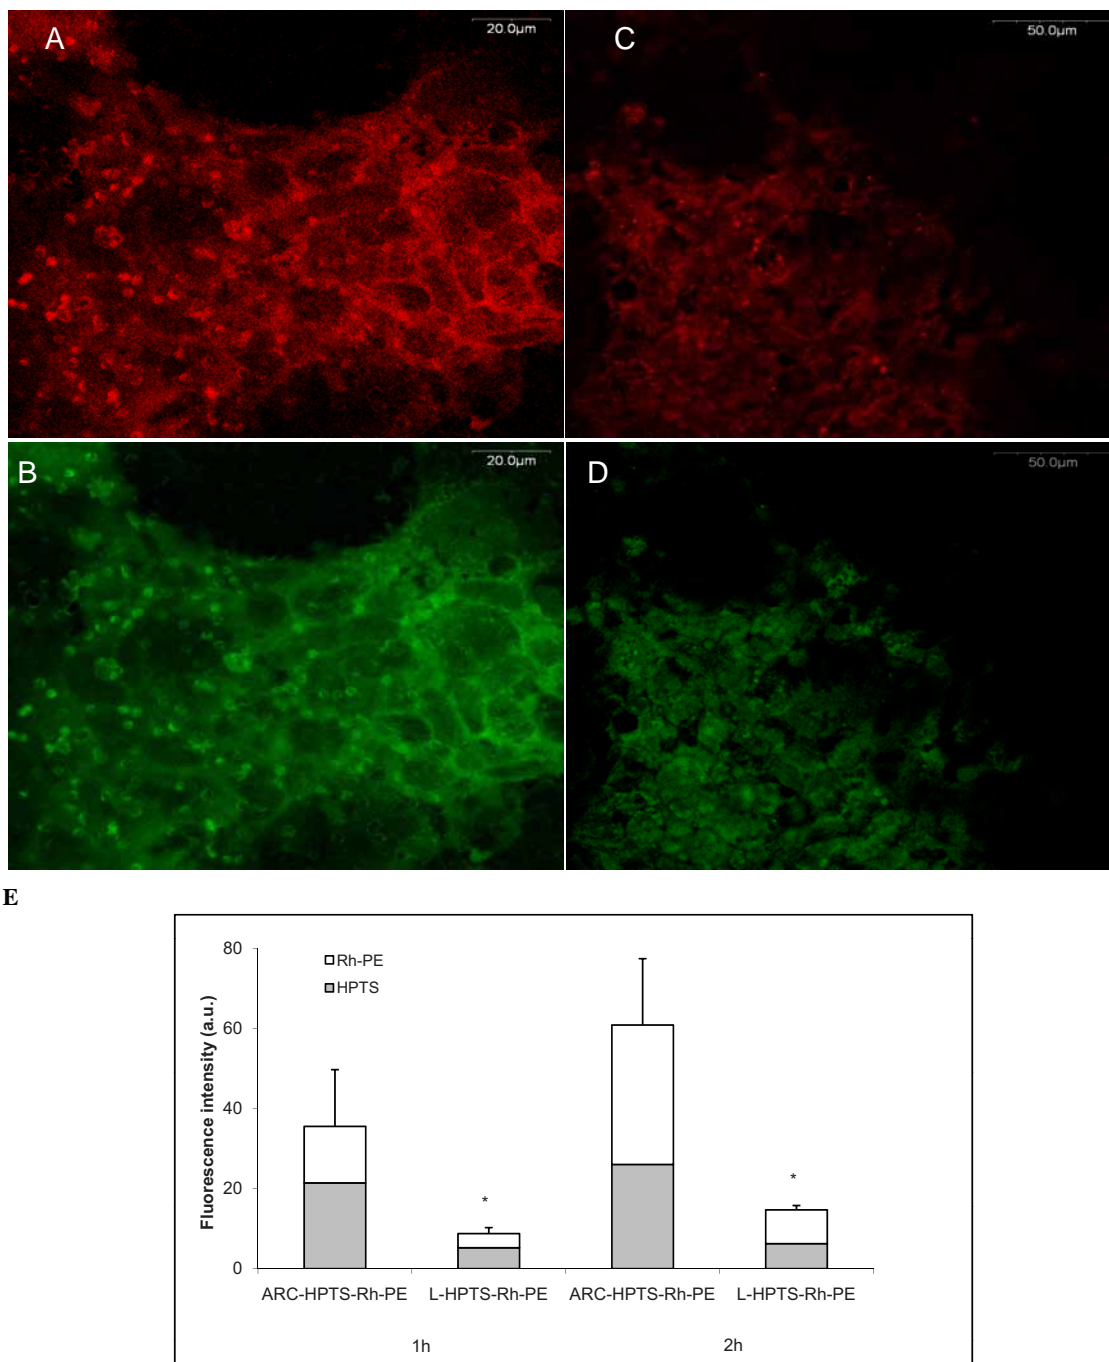 A
20.0µm
C
50.0µm
B
20.0µm
D
50.0µm
E
Fluorescence intensity (a.u.)
80
60
40
20
0
Rh-PE
HPTS
*
*
ARC-HPTS-Rh-PE L-HPTS-Rh-PE ARC-HPTS-Rh-PE L-HPTS-Rh-PE
1h 2h